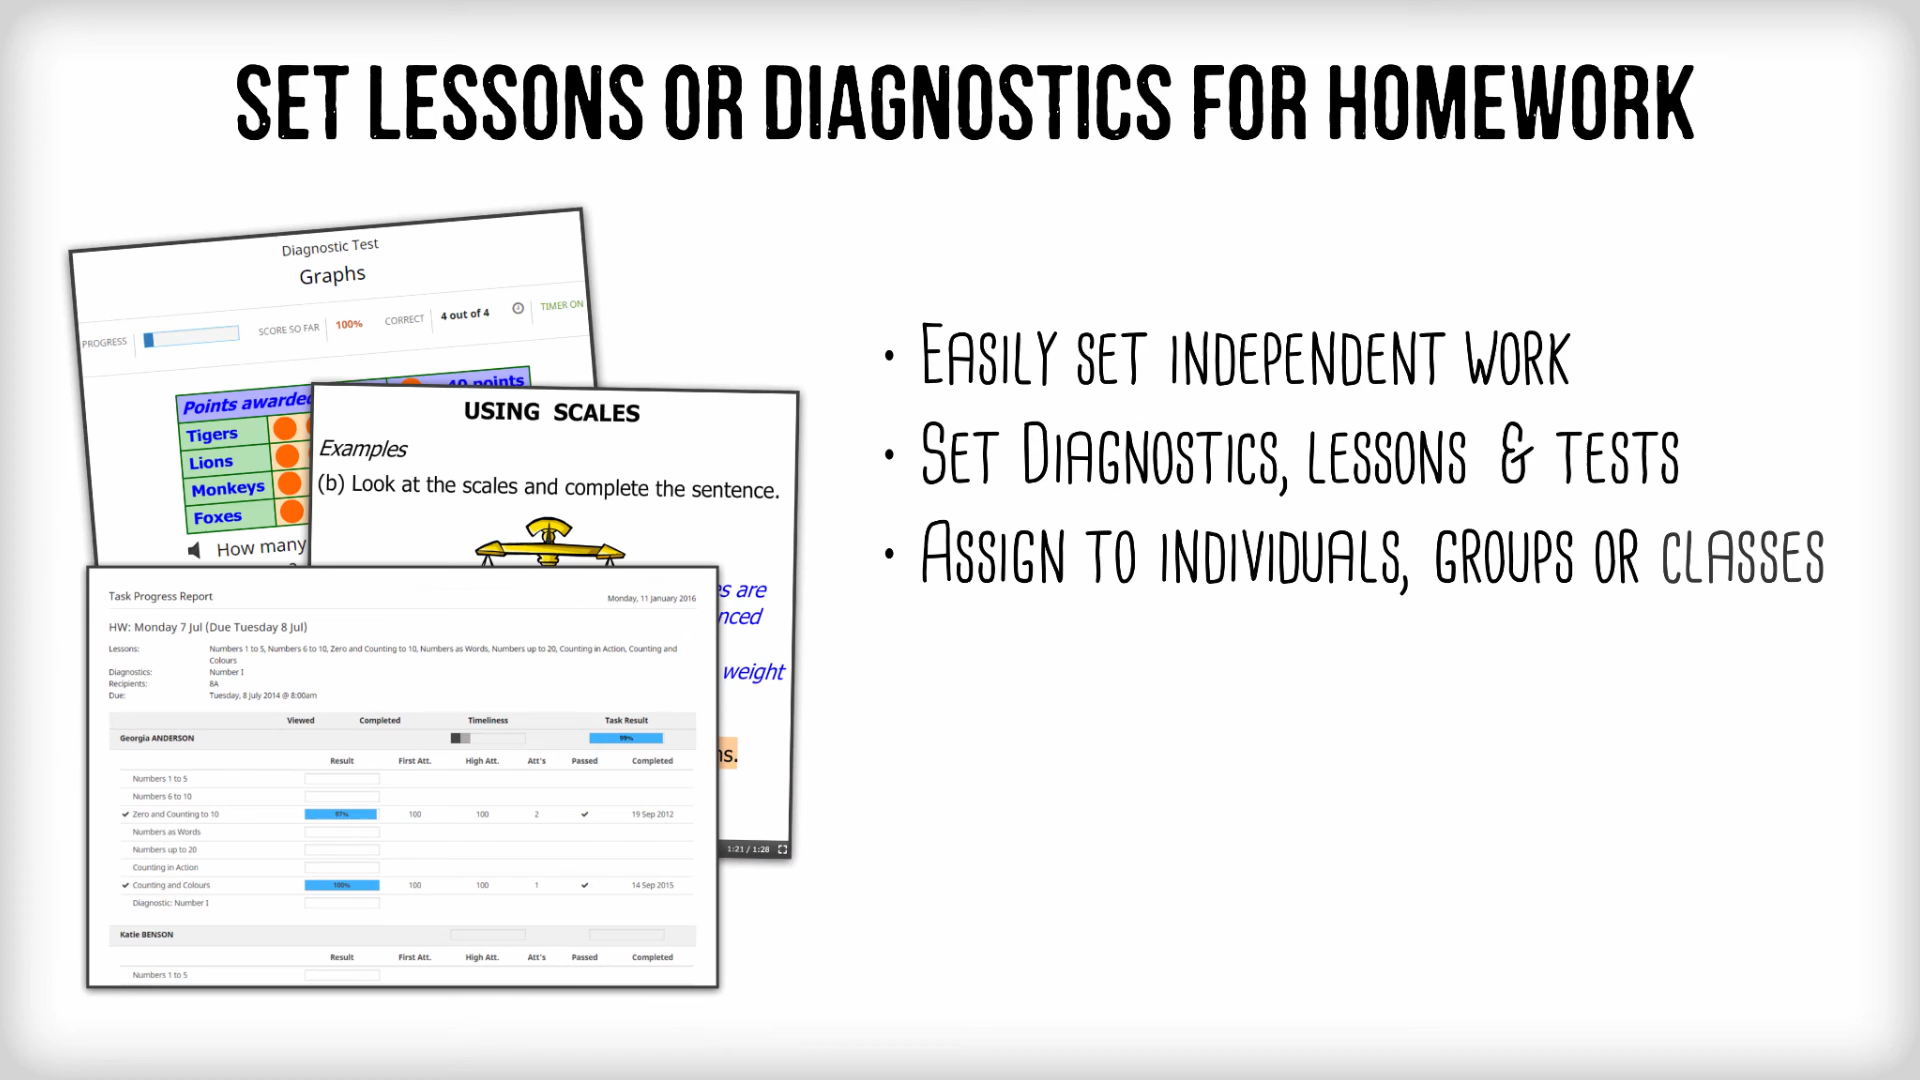 SET LESSONS OR DIAGNOSTICS FOR HOMEWORK
Diagnostic Test
Graphs
PROGRESS SCORE SO FAR 100% CORRECT 4 out of 4 TIMER ON
40 points
Points awarded
Tigers
Lions
Monkeys
Foxes
How many
USING SCALES
Examples
(b) Look at the scales and complete the sentence.
are
weight
1:21 / 1:28
Task Progress Report Monday, 11 January 2016
HW: Monday 7 Jul (Due Tuesday 8 Jul)
Lessons: Numbers 1 to 5, Numbers 6 to 10, Zero and Counting to 10, Numbers as Words, Numbers up to 20, Counting in Action, Counting and
Colours
Diagnostics: Number I
Recipients: 8A
Due: Tuesday, 8 July 2014 @ 8:00am
Viewed Completed Timeliness Task Result
Georgia ANDERSON 99%
Result First Att. High Att. Att's Passed Completed
Numbers 1 to 5
Numbers 6 to 10
✔ Zero and Counting to 10 97% 100 100 2 ✔ 19 Sep 2012
Numbers as Words
Numbers up to 20
Counting in Action
✔ Counting and Colours 100% 100 100 1 ✔ 14 Sep 2015
Diagnostic: Number I
Katie BENSON
Result First Att. High Att. Att's Passed Completed
Numbers 1 to 5
• EASILY SET INDEPENDENT WORK
• SET DIAGNOSTICS, LESSONS & TESTS
• ASSIGN TO INDIVIDUALS, GROUPS OR CLASSES